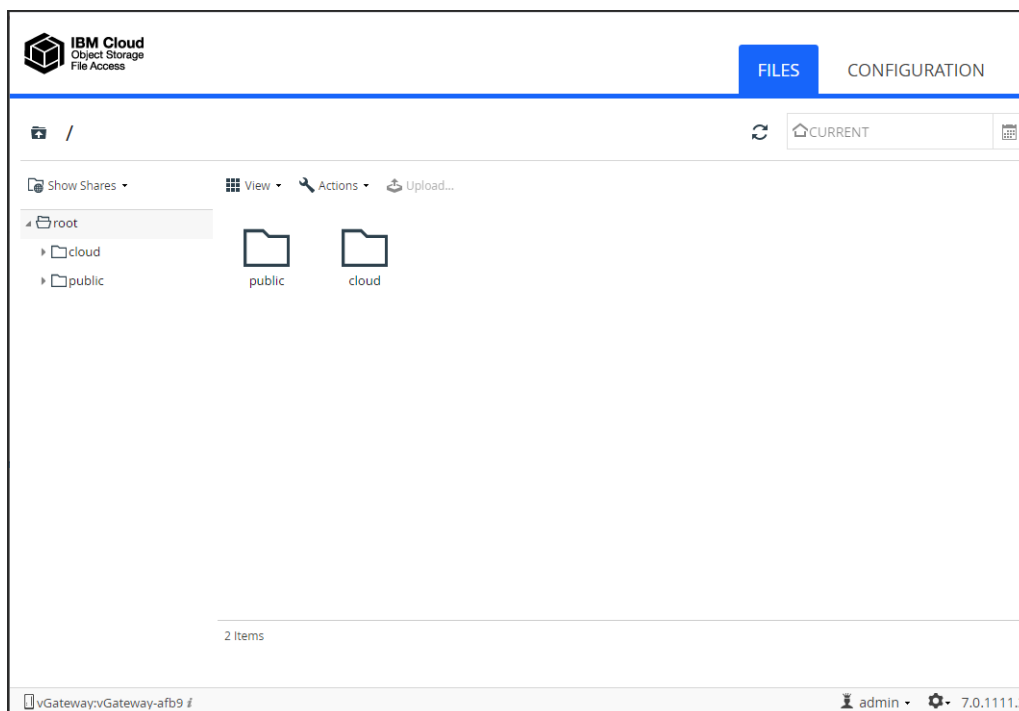 IBM Cloud
Object Storage
File Access
FILES
CONFIGURATION
/
CURRENT
Show Shares
View
Actions
Upload...
root
cloud
public
public
cloud
2 Items
vGateway:vGateway-afb9 i
admin
7.0.1111.